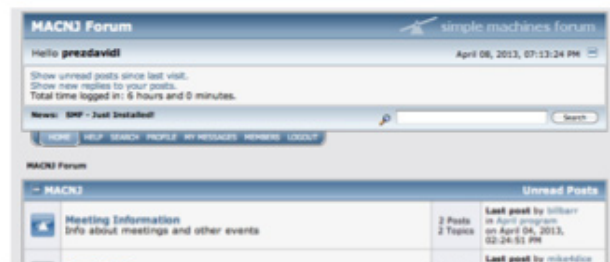 MACNJ Forum
simple machines forum
Hello prezdavidl
April 08, 2013, 07:13:24 PM
Show unread posts since last visit.
Show new replies to your posts.
Total time logged in: 6 hours and 0 minutes.
News: SMF - Just Installed!
Search
HOME HELP SEARCH PROFILE MY MESSAGES MEMBERS LOGOUT
MACNJ Forum
MACNJ
Unread Posts
Meeting Information
Info about meetings and other events
2 Posts
2 Topics
Last post by billbarr
in April program
on April 04, 2013,
02:24:51 PM
Last post by